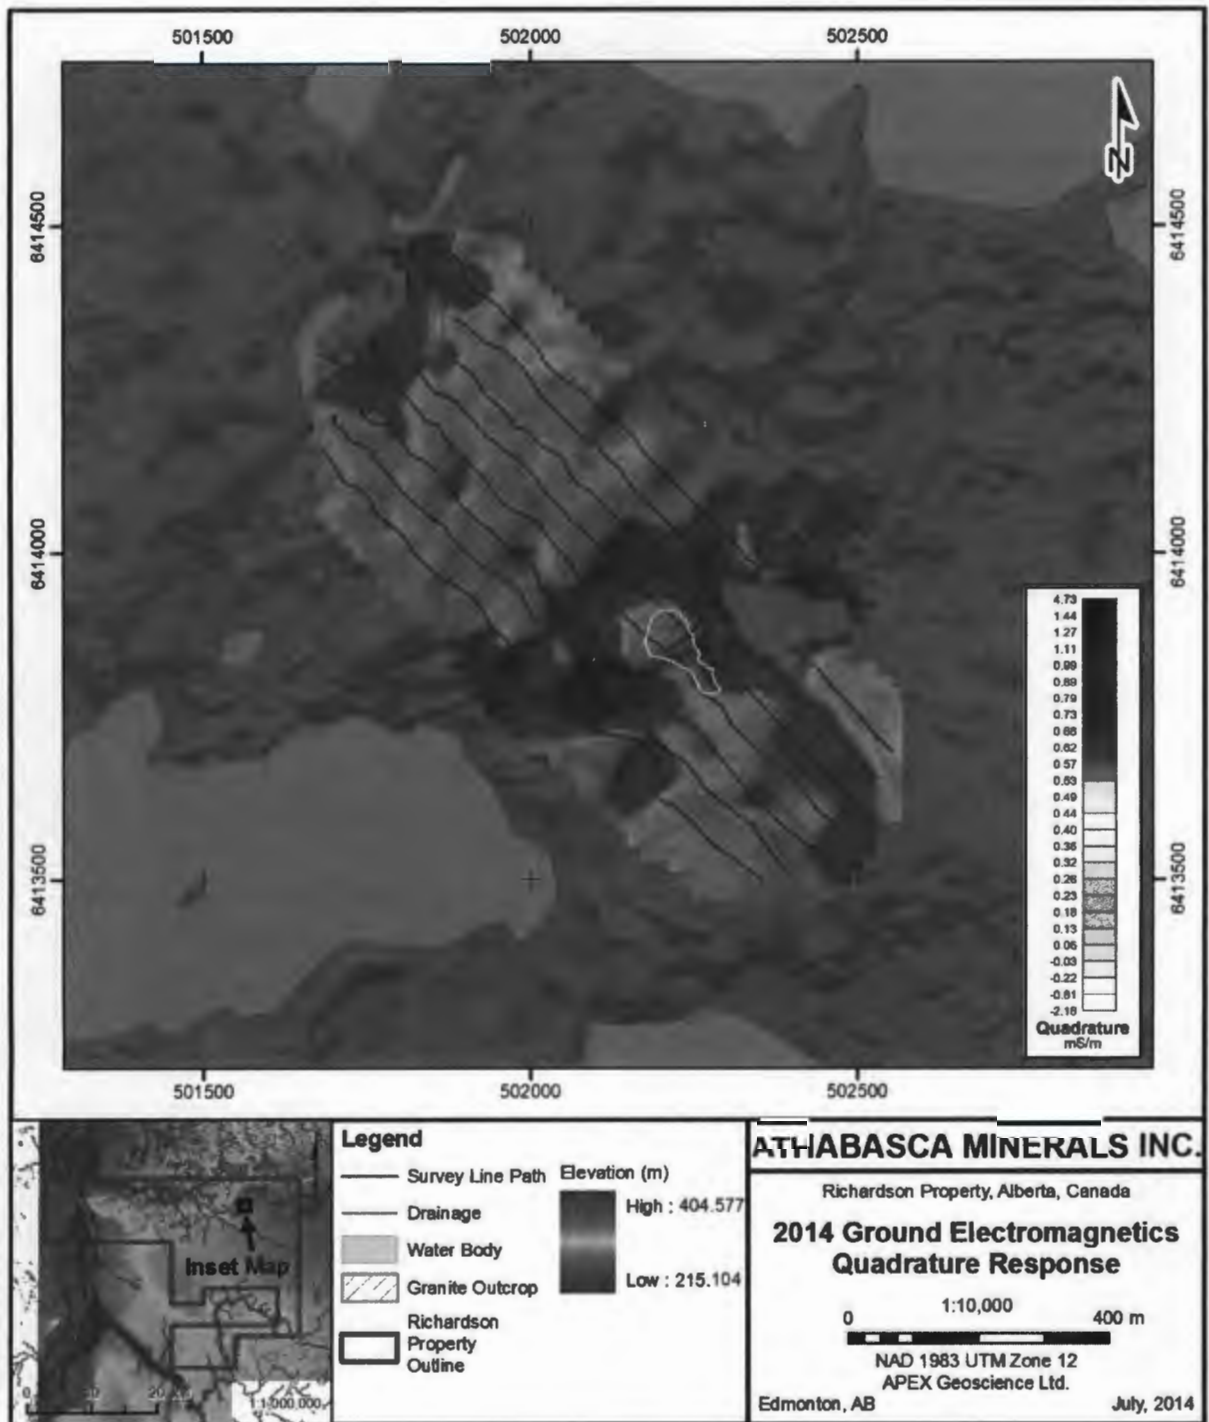 501500 502000 502500
N
6414500 6414500
6414000 6414000
6413500 6413500
4.73
1.44
1.27
1.11
0.99
0.89
0.79
0.73
0.68
0.62
0.57
0.53
0.49
0.44
0.40
0.36
0.32
0.28
0.23
0.18
0.13
0.06
-0.03
-0.22
-0.81
-2.16
Quadrature
mS/m
501500 502000 502500
Inset Map
1:1,000,000
Legend
Survey Line Path
Drainage
Water Body
Granite Outcrop
Richardson
Property
Outline
Elevation (m)
High : 404.577
Low : 215.104
ATHABASCA MINERALS INC.
Richardson Property, Alberta, Canada
2014 Ground Electromagnetics
Quadrature Response
1:10,000
0 400 m
NAD 1983 UTM Zone 12
APEX Geoscience Ltd.
Edmonton, AB July, 2014